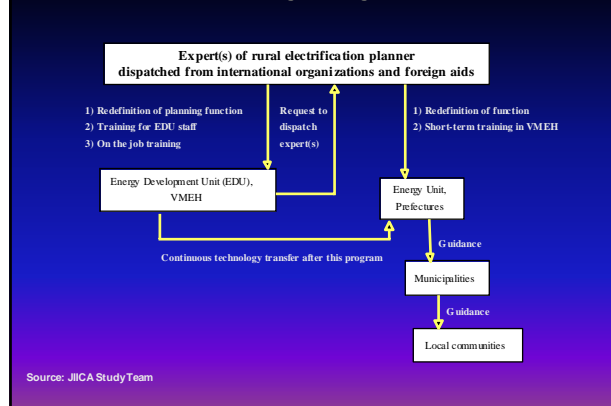 Expert(s) of rural electrification planner
dispatched from international organizations and foreign aids
1) Redefinition of planning function
2) Training for EDU staff
3) On the job training
Request to
dispatch
expert(s)
1) Redefinition of function
2) Short-term training in VMEH
Energy Development Unit (EDU),
VMEH
Energy Unit,
Prefectures
Continuous technology transfer after this program
Guidance
Municipalities
Guidance
Local communities
Source: JIICA Study Team